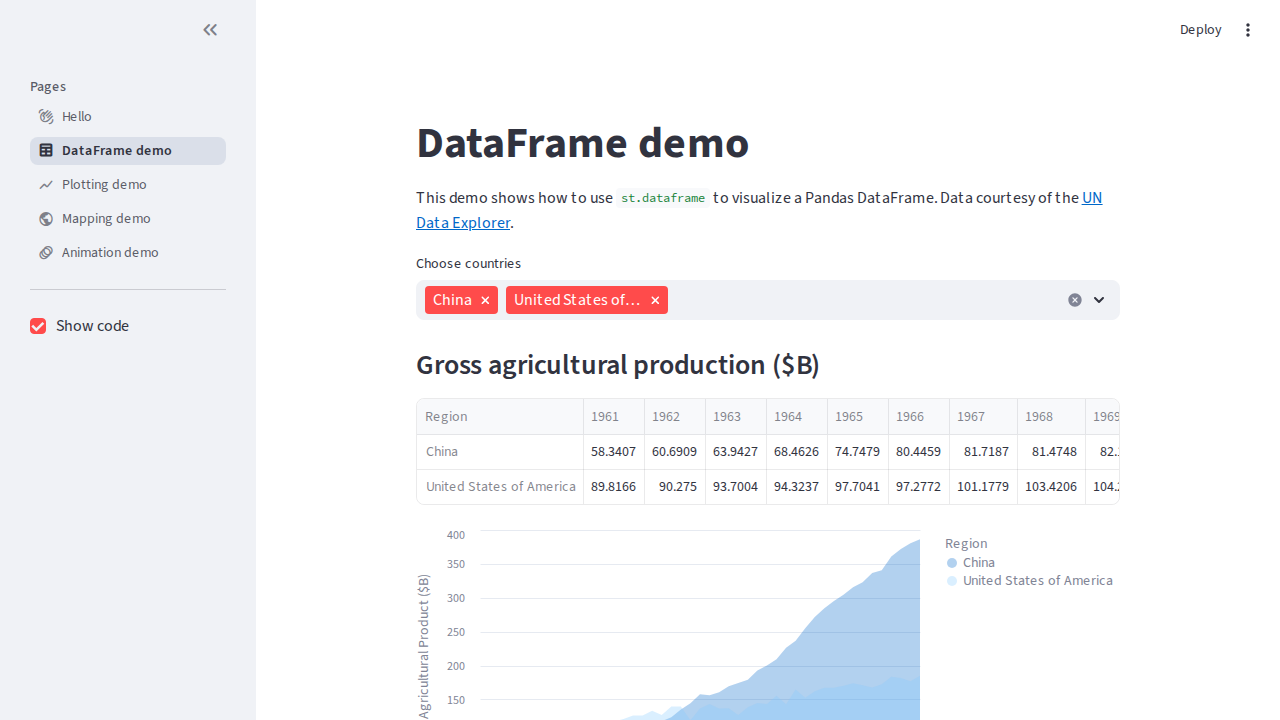 Deploy
Pages
Hello
DataFrame demo
Plotting demo
Mapping demo
Animation demo
Show code
DataFrame demo
This demo shows how to use st.dataframe to visualize a Pandas DataFrame. Data courtesy of the UN
Data Explorer.
Choose countries
China United States of…
Gross agricultural production ($B)
Region 1961 1962 1963 1964 1965 1966 1967 1968 1969
China 58.3407 60.6909 63.9427 68.4626 74.7479 80.4459 81.7187 81.4748
United States of America 89.8166 90.275 93.7004 94.3237 97.7041 97.2772 101.1779 103.4206
400
350
300
250
200
150
Agricultural Product ($B)
Region
China
United States of America